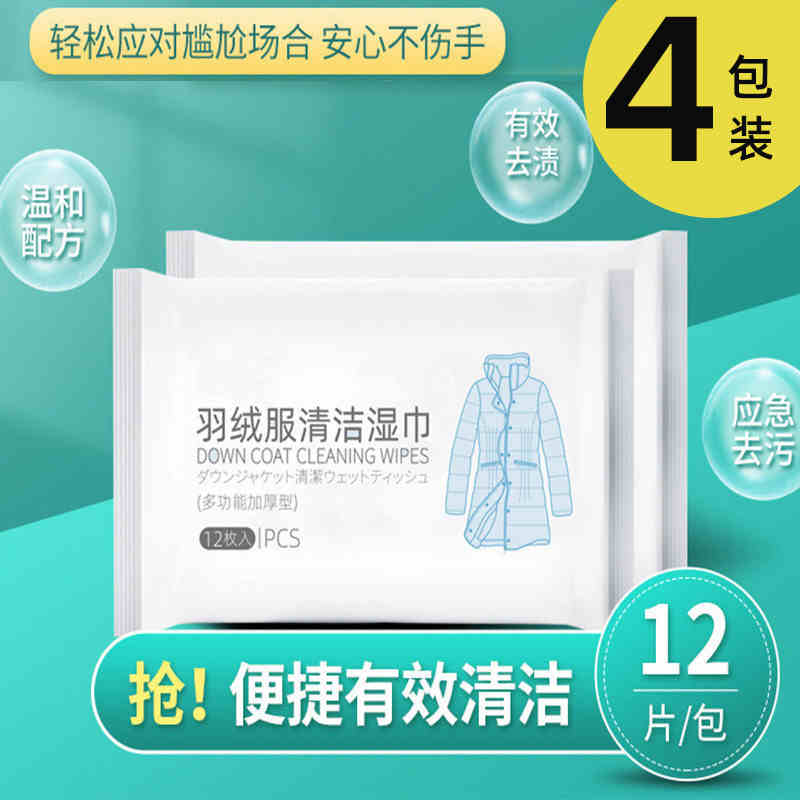 轻松应对尴尬场合 安心不伤手
4
包
装
有效
去渍
温和
配方
羽绒服清洁湿巾
DOWN COAT CLEANING WIPES
ダウンジャケット清潔ウェットティッシュ
(多功能加厚型)
12枚入|PCS
应急
去污
抢！便捷有效清洁
12
片/包